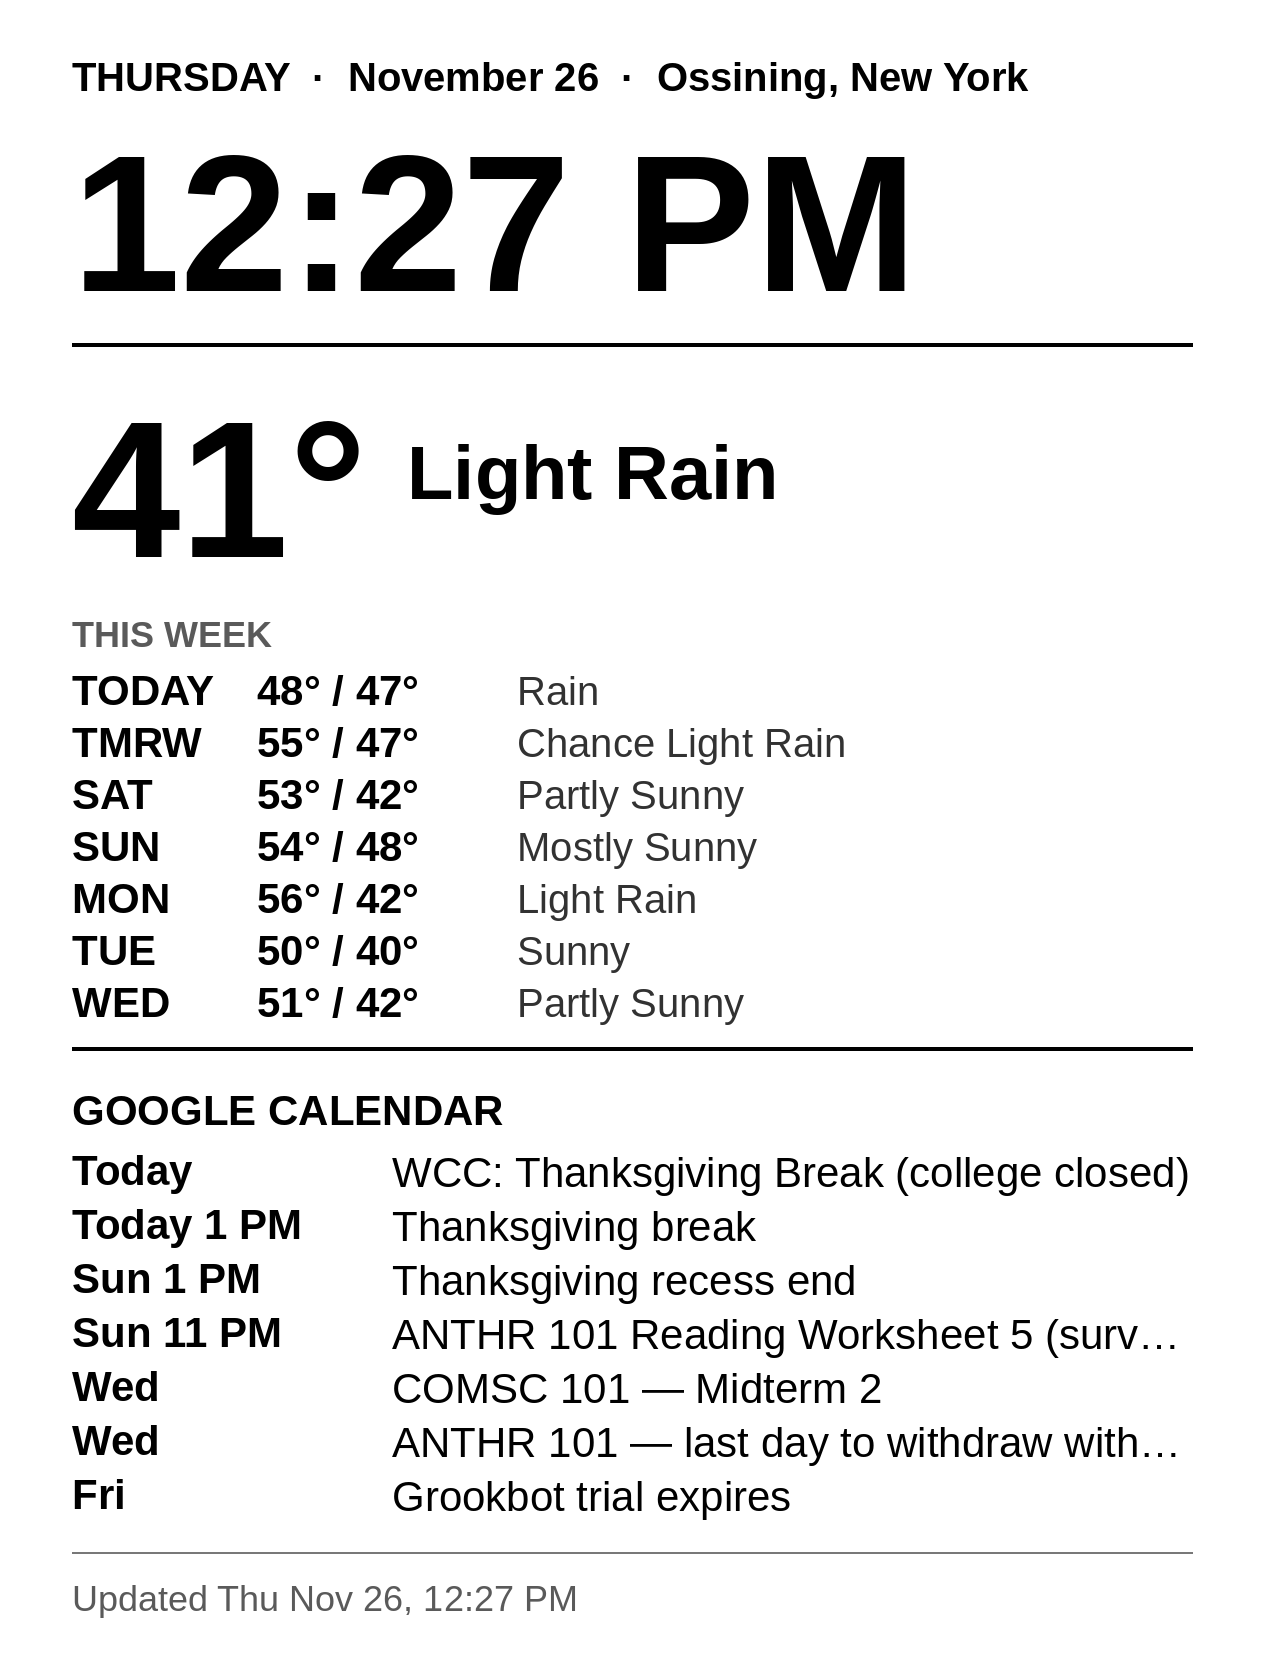 THURSDAY · November 26 · Ossining, New York
12:27 PM
41° Light Rain
THIS WEEK
TODAY 48° / 47° Rain
TMRW 55° / 47° Chance Light Rain
SAT 53° / 42° Partly Sunny
SUN 54° / 48° Mostly Sunny
MON 56° / 42° Light Rain
TUE 50° / 40° Sunny
WED 51° / 42° Partly Sunny
GOOGLE CALENDAR
Today WCC: Thanksgiving Break (college closed)
Today 1 PM Thanksgiving break
Sun 1 PM Thanksgiving recess end
Sun 11 PM ANTHR 101 Reading Worksheet 5 (surv…
Wed COMSC 101 — Midterm 2
Wed ANTHR 101 — last day to withdraw with…
Fri Grookbot trial expires
Updated Thu Nov 26, 12:27 PM